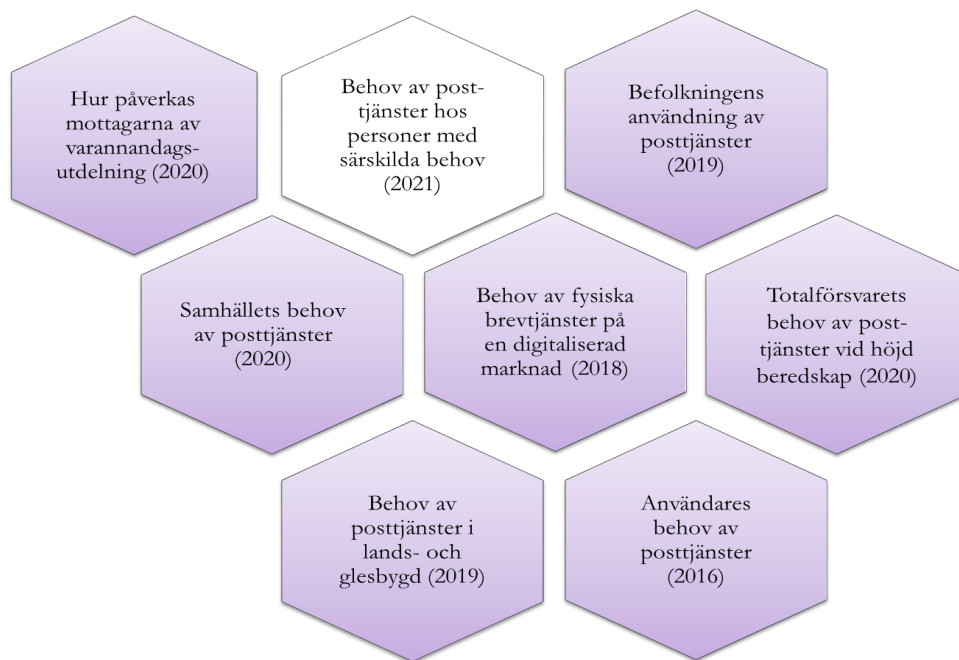 Hur påverkas
mottagarna av
varannandags-
utdelning (2020)
Behov av post-
tjänster hos
personer med
särskilda behov
(2021)
Befolkningens
användning av
posttjänster
(2019)
Samhällets behov
av posttjänster
(2020)
Behov av fysiska
brevtjänster på
en digitaliserad
marknad (2018)
Totalförsvarets
behov av post-
tjänster vid höjd
beredskap (2020)
Behov av
posttjänster i
lands- och
glesbygd (2019)
Användares
behov av
posttjänster
(2016)